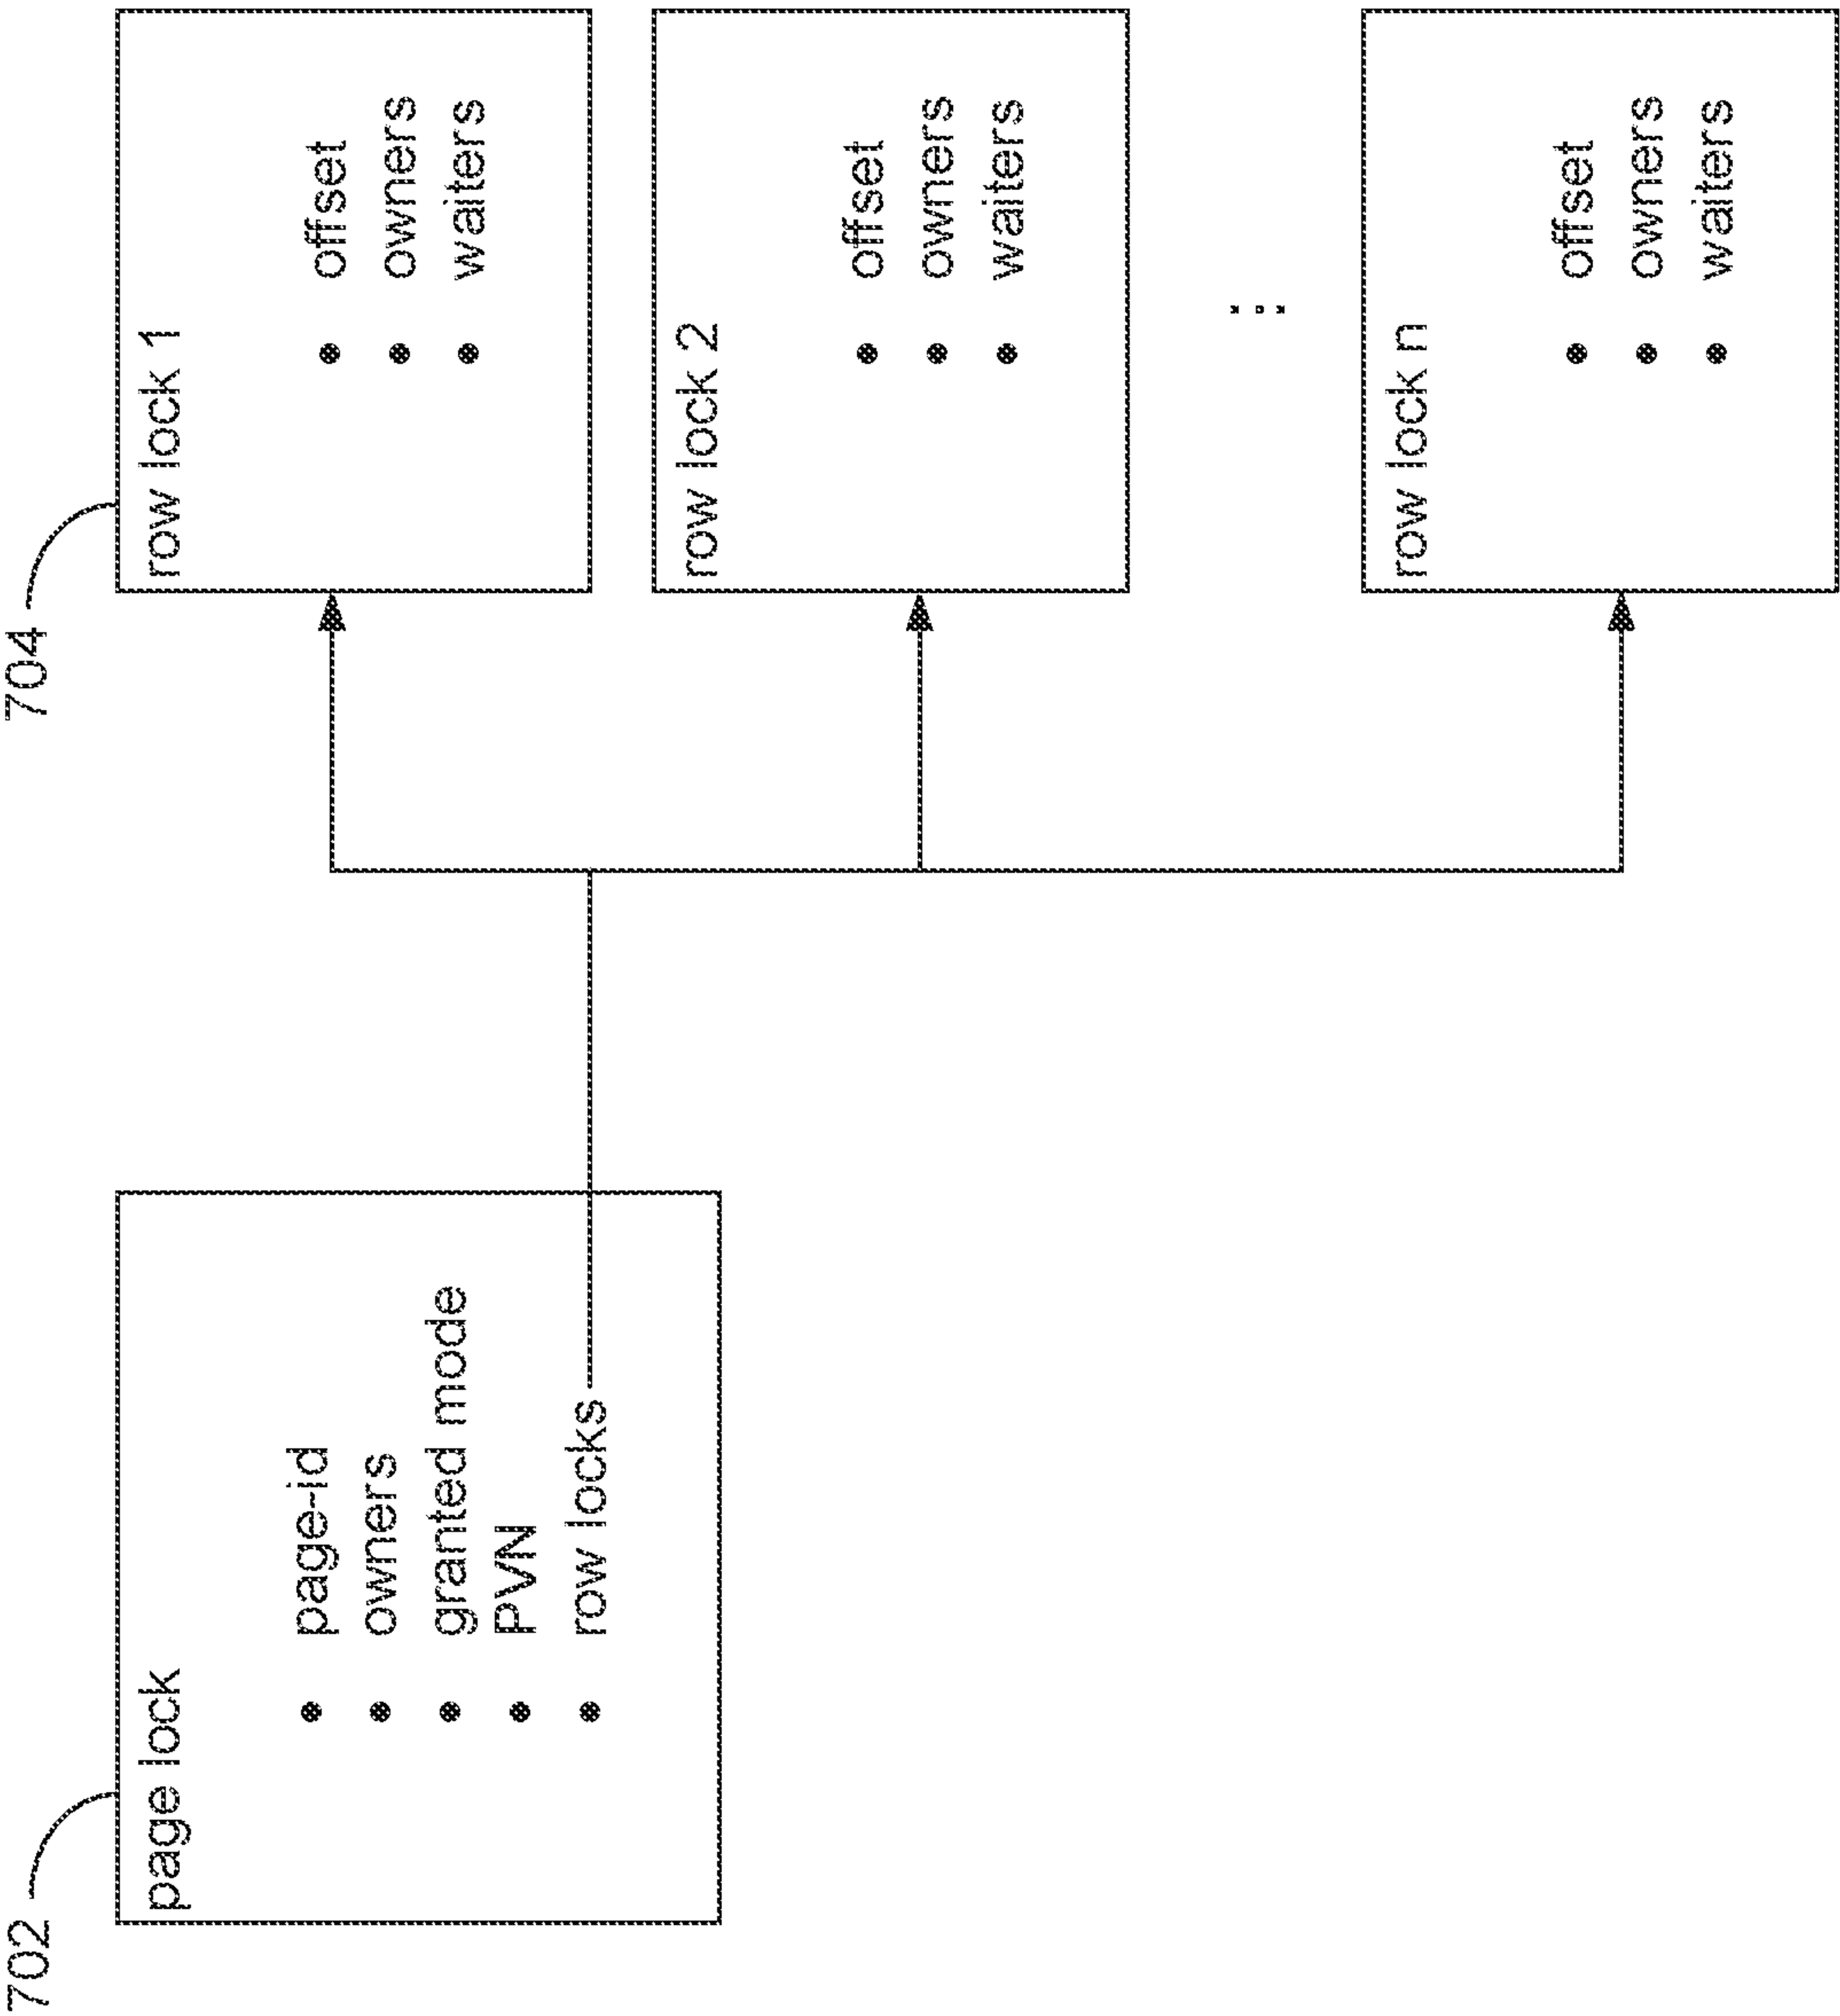 702
page lock
• page-id
• owners
• granted mode
• PVN
• row locks
704
row lock 1
• offset
• owners
• waiters
row lock 2
• offset
• owners
• waiters
...
row lock n
• offset
• owners
• waiters